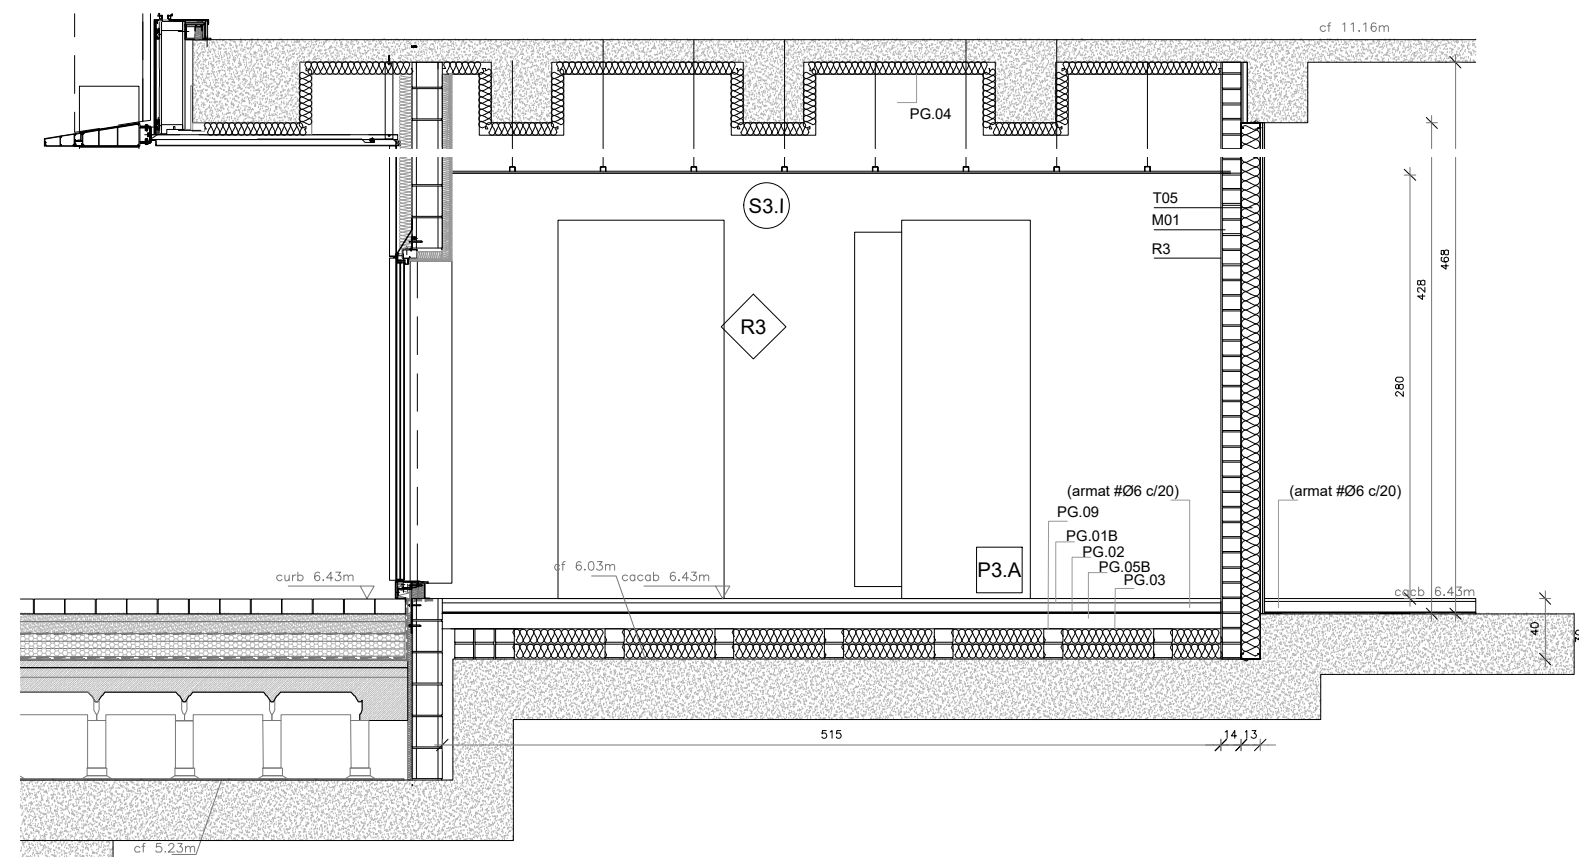 cf 11.16m
PG.04
S3.I
T05
M01
R3
R3
468
428
280
(armat #Ø6 c/20)
(armat #Ø6 c/20)
PG.09
PG.01B
PG.02
PG.05B
PG.03
P3.A
curb 6.43m
cf 6.03m
cacab 6.43m
cacb 6.43m
40
515
14
13
cf 5.23m